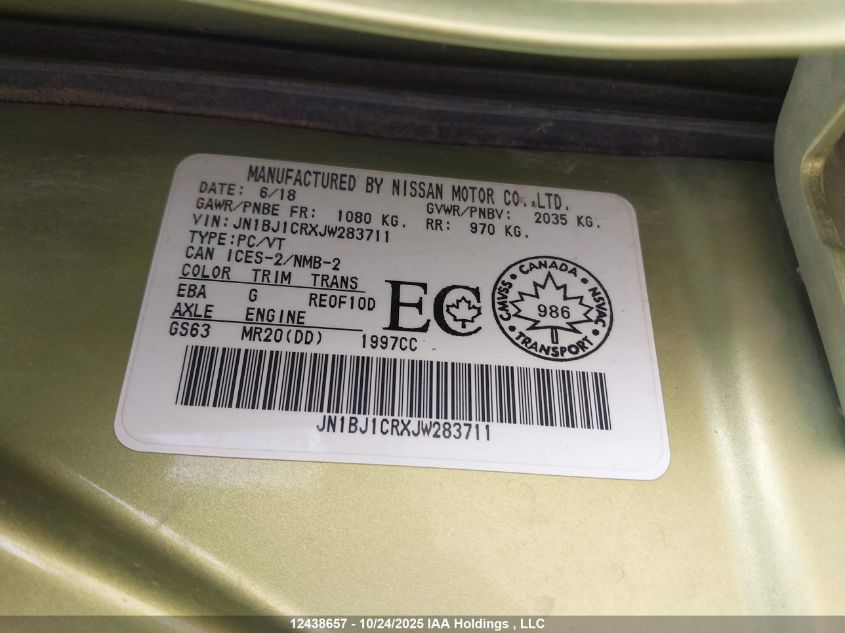 MANUFACTURED BY NISSAN MOTOR CO.,LTD.
DATE: 6/18
GAWR/PNBE FR: 1080 KG. GVWR/PNBV: 2035 KG.
VIN: JN1BJ1CRXJW283711 RR: 970 KG.
TYPE:PC/VT
CAN ICES-2/NMB-2
COLOR TRIM TRANS
EBA G RE0F10D
AXLE ENGINE
GS63 MR20(DD) 1997CC
EC
CANADA
CMVSS 986 NSVAC
TRANSPORT
JN1BJ1CRXJW283711
12438657 - 10/24/2025 IAA Holdings , LLC